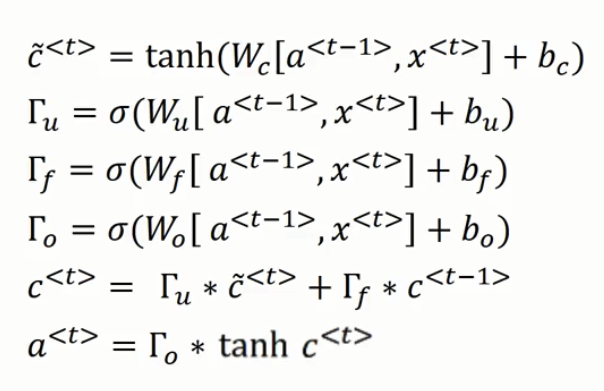 c̃^{<t>} = tanh(W_c[a^{<t−1>}, x^{<t>}] + b_c)
Γ_u = σ(W_u[ a^{<t−1>}, x^{<t>}] + b_u)
Γ_f = σ(W_f[ a^{<t−1>}, x^{<t>}] + b_f)
Γ_o = σ(W_o[ a^{<t−1>}, x^{<t>}] + b_o)
c^{<t>} = Γ_u * c̃^{<t>} + Γ_f * c^{<t−1>}
a^{<t>} = Γ_o * tanh c^{<t>}